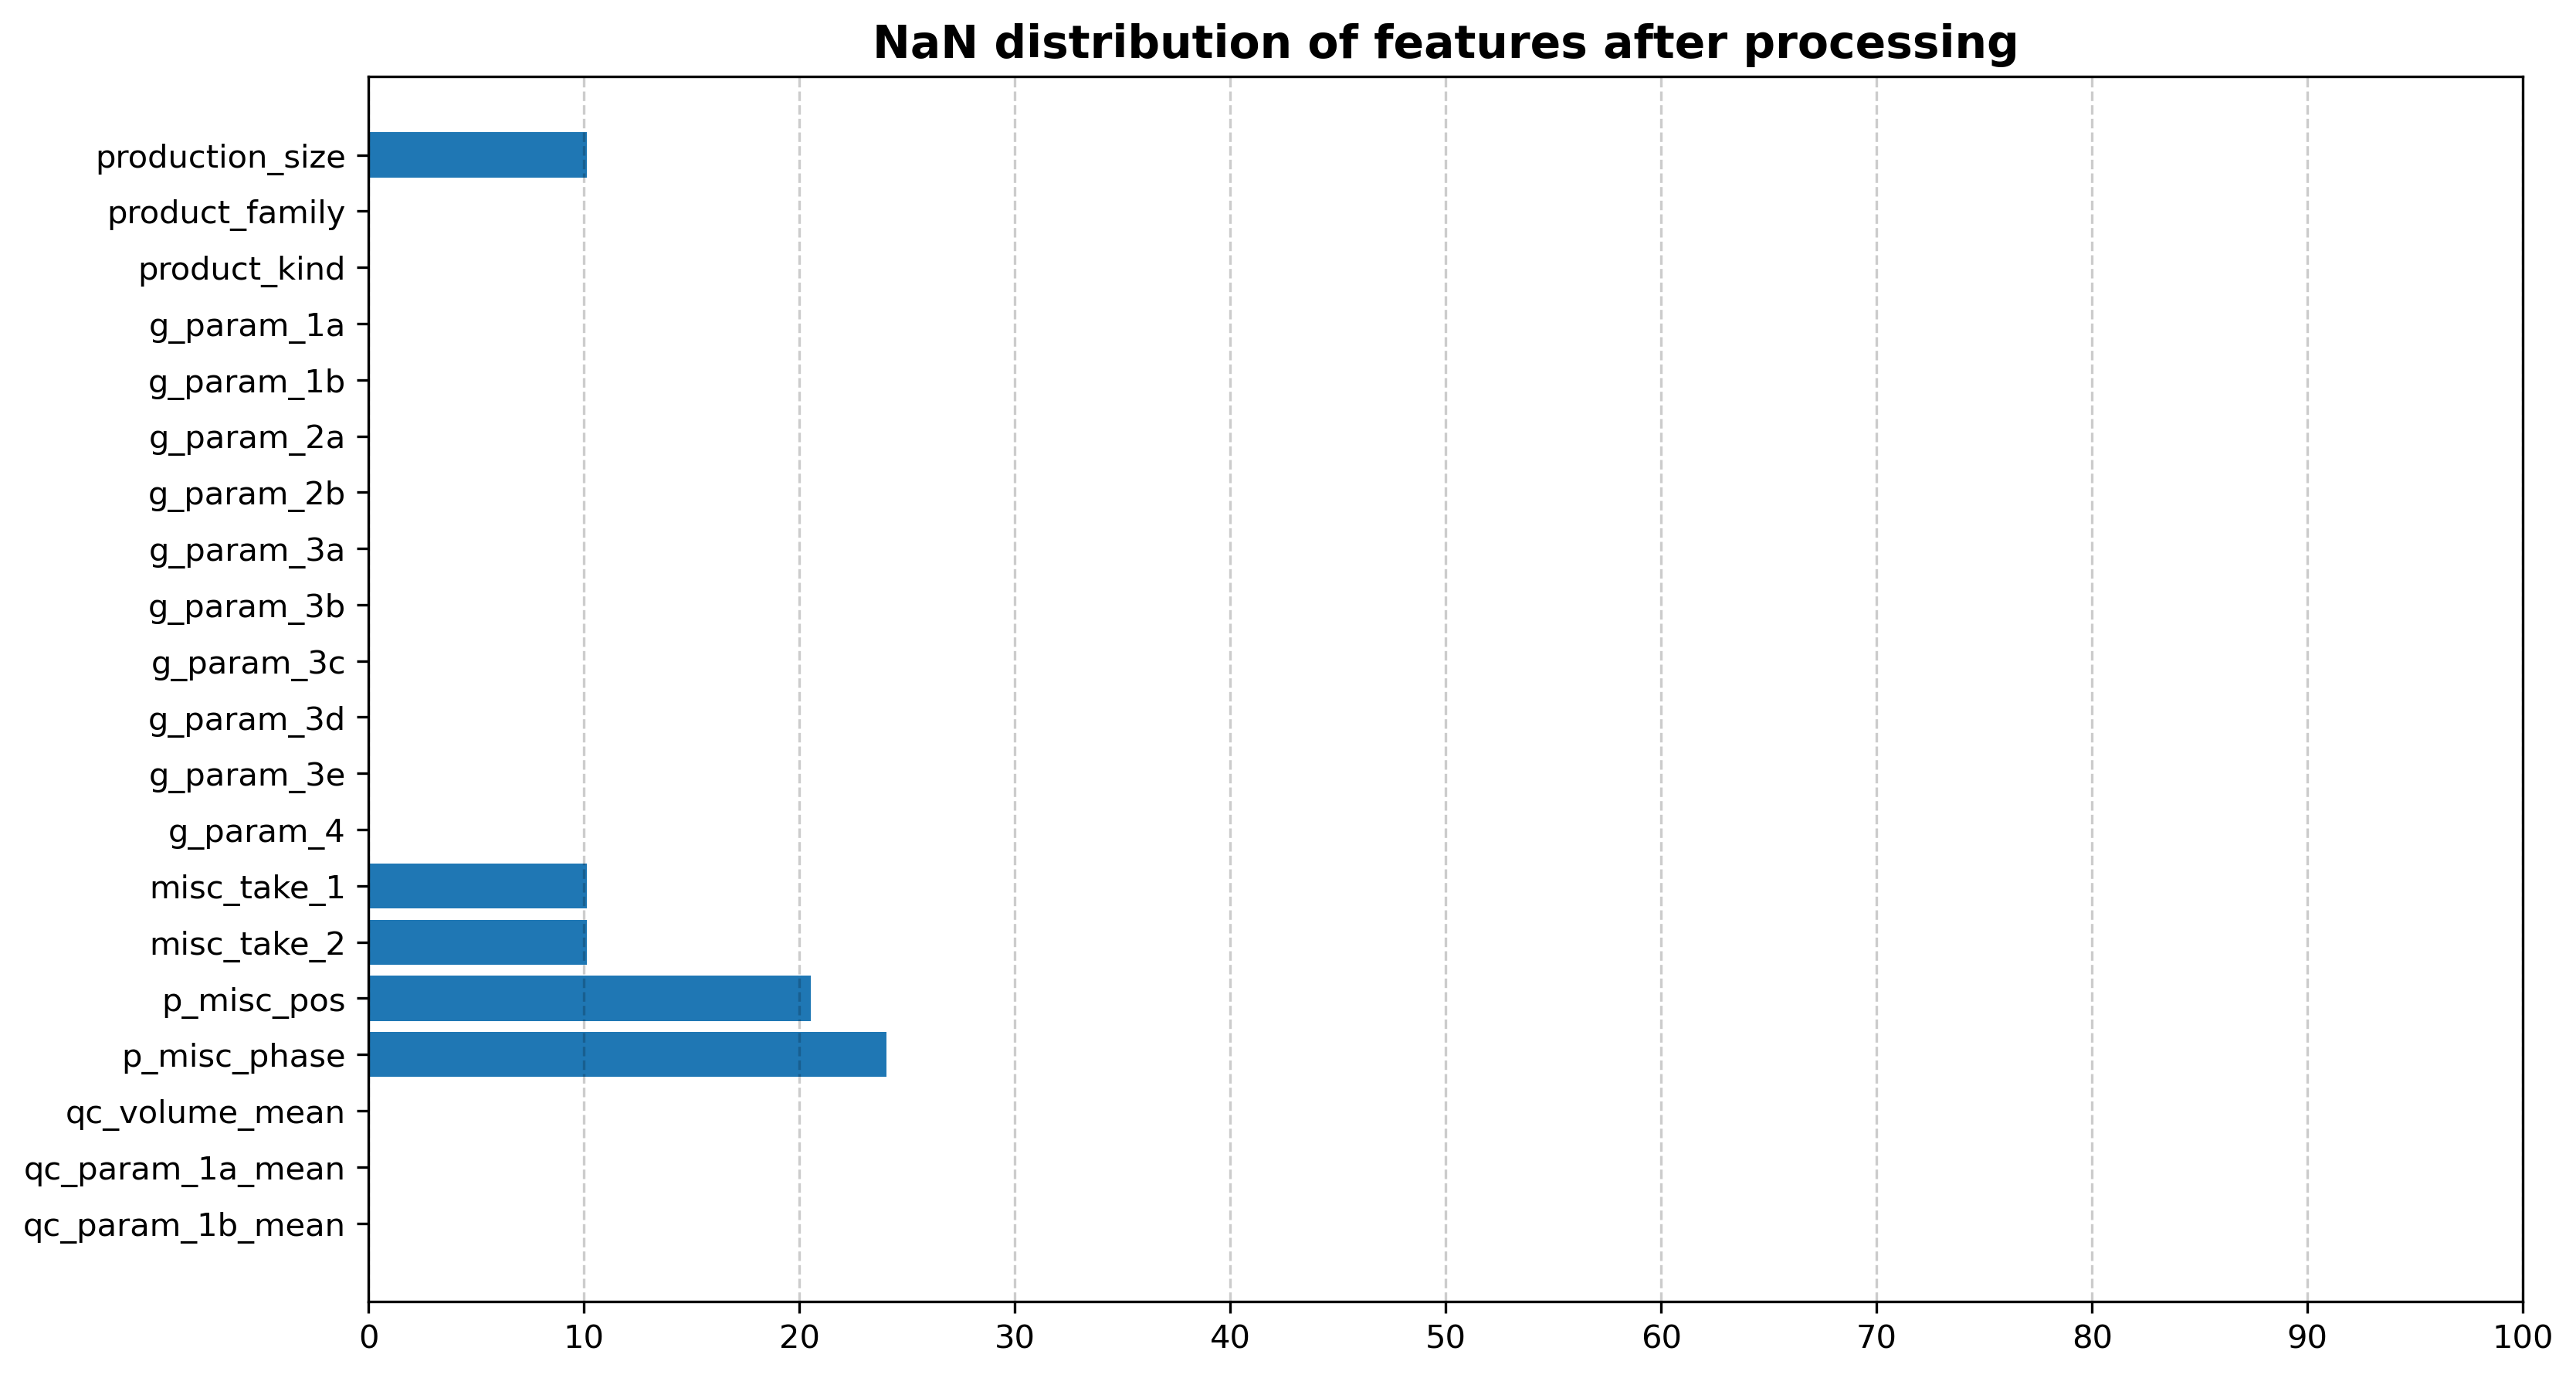 NaN distribution of features after processing
production_size
product_family
product_kind
g_param_1a
g_param_1b
g_param_2a
g_param_2b
g_param_3a
g_param_3b
g_param_3c
g_param_3d
g_param_3e
g_param_4
misc_take_1
misc_take_2
p_misc_pos
p_misc_phase
qc_volume_mean
qc_param_1a_mean
qc_param_1b_mean
0 10 20 30 40 50 60 70 80 90 100